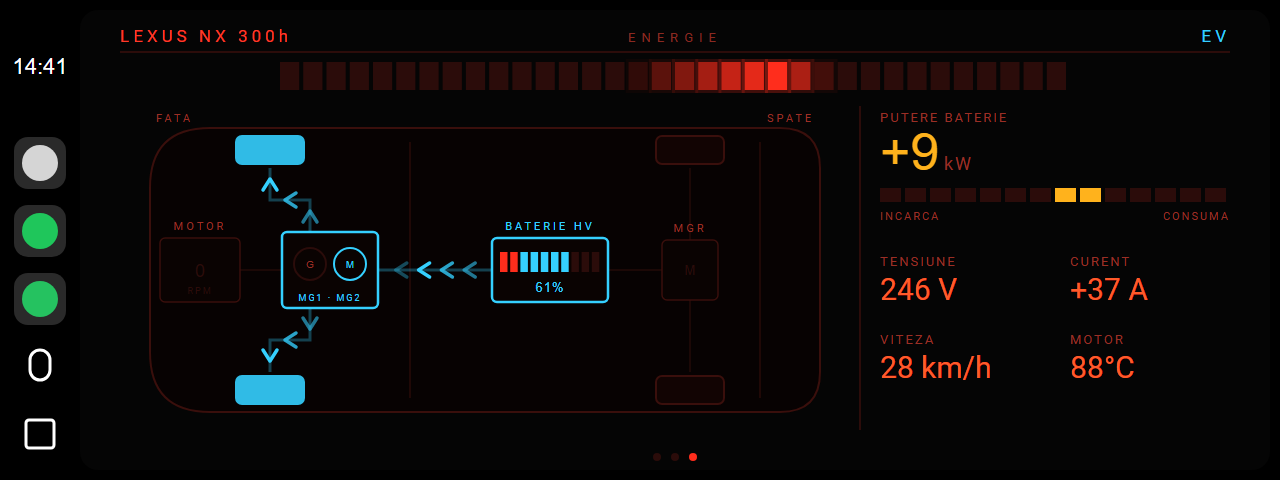 LEXUS NX 300h
ENERGIE
EV
14:41
FATA
SPATE
PUTERE BATERIE
+9 kW
INCARCA
CONSUMA
MOTOR
0
RPM
G
M
MG1 · MG2
BATERIE HV
61%
MGR
M
TENSIUNE
CURENT
246 V
+37 A
VITEZA
MOTOR
28 km/h
88°C